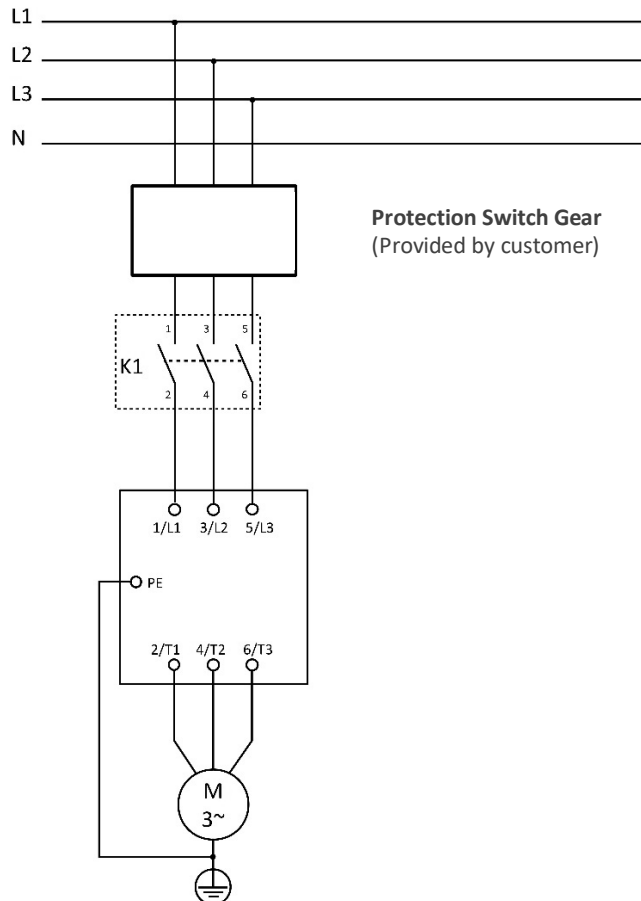 L1
L2
L3
N
Protection Switch Gear
(Provided by customer)
1 3 5
K1
2 4 6
1/L1 3/L2 5/L3
PE
2/T1 4/T2 6/T3
M
3~